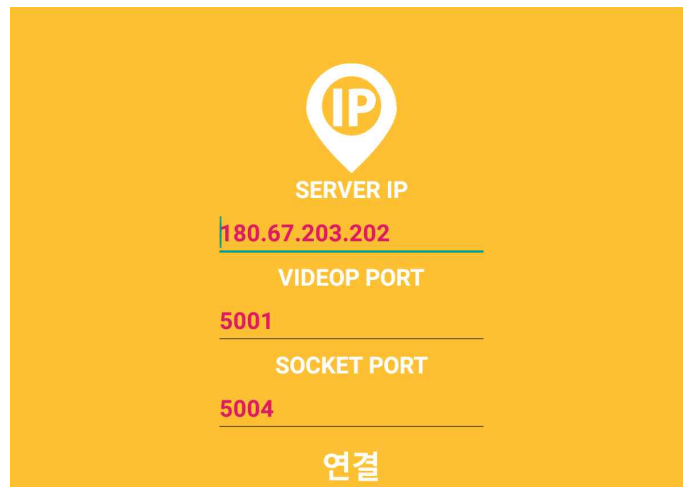 IP
SERVER IP
180.67.203.202
VIDEOP PORT
5001
SOCKET PORT
5004
연결